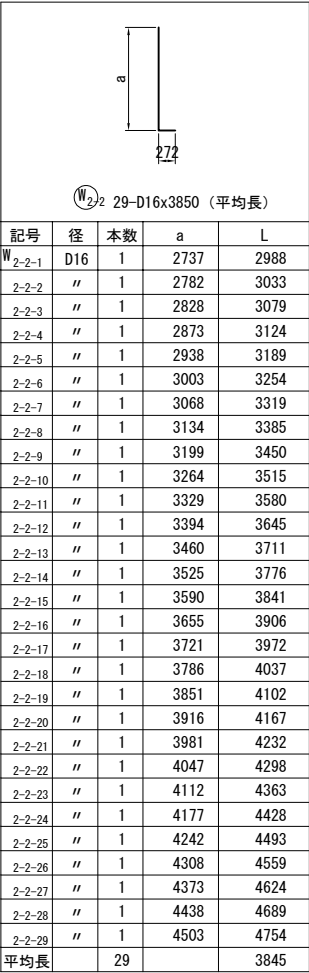 a
272
W2-2 29-D16x3850 (平均長)
記号 径 本数 a L
W2-2-1 D16 1 2737 2988
2-2-2 〃 1 2782 3033
2-2-3 〃 1 2828 3079
2-2-4 〃 1 2873 3124
2-2-5 〃 1 2938 3189
2-2-6 〃 1 3003 3254
2-2-7 〃 1 3068 3319
2-2-8 〃 1 3134 3385
2-2-9 〃 1 3199 3450
2-2-10 〃 1 3264 3515
2-2-11 〃 1 3329 3580
2-2-12 〃 1 3394 3645
2-2-13 〃 1 3460 3711
2-2-14 〃 1 3525 3776
2-2-15 〃 1 3590 3841
2-2-16 〃 1 3655 3906
2-2-17 〃 1 3721 3972
2-2-18 〃 1 3786 4037
2-2-19 〃 1 3851 4102
2-2-20 〃 1 3916 4167
2-2-21 〃 1 3981 4232
2-2-22 〃 1 4047 4298
2-2-23 〃 1 4112 4363
2-2-24 〃 1 4177 4428
2-2-25 〃 1 4242 4493
2-2-26 〃 1 4308 4559
2-2-27 〃 1 4373 4624
2-2-28 〃 1 4438 4689
2-2-29 〃 1 4503 4754
平均長 29 3845